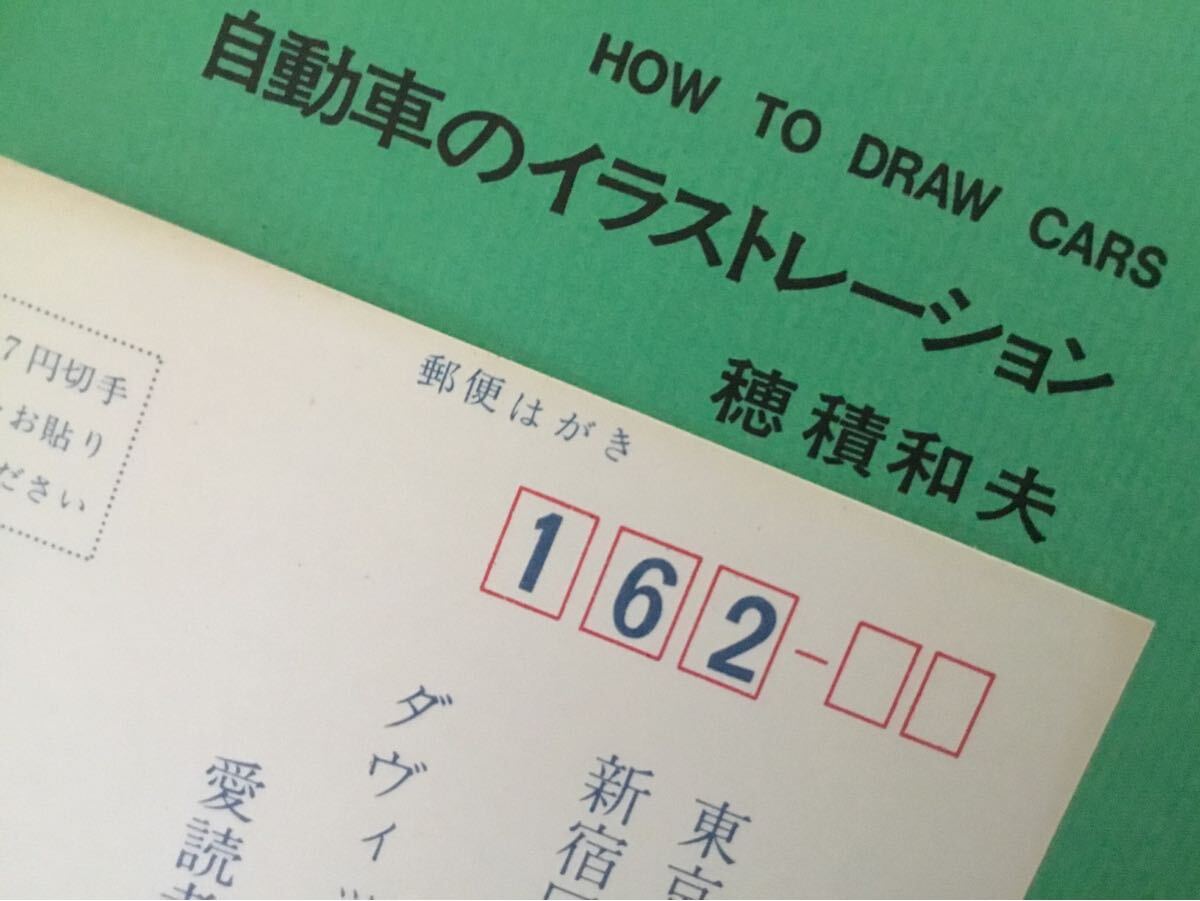 HOW TO DRAW CARS
自動車のイラストレーション
穂積和夫
郵便はがき
7円切手
お貼り
ださい
162-
東京
新宿
ダヴィ
愛読